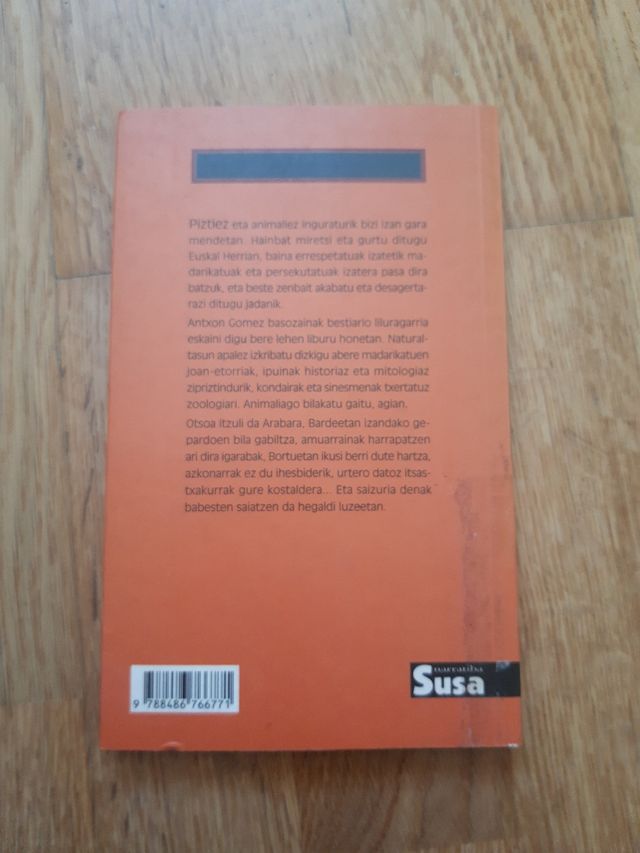 Piztiez eta animaliez inguraturik bizi izan gara
mendetan. Hainbat miretsi eta gurtu ditugu
Euskal Herrian, baina errespetatuak izatetik ma-
darikatuak eta persekutatuak izatera pasa dira
batzuk, eta beste zenbait akabatu eta desagerta-
razi ditugu jadanik.
Antxon Gomez basozainak bestiario liluragarria
eskaini digu bere lehen liburu honetan. Natural-
tasun apalez izkribatu dizkigu abere madarikatuen
joan-etorriak, ipuinak historiaz eta mitologiaz
zipriztindurik, kondairak eta sinesmenak txertatuz
zoologiari. Animaliago bilakatu gaitu, agian.
Otsoa itzuli da Arabara, Bardeetan izandako ge-
pardoen bila gabiltza, amuarrainak harrapatzen
ari dira igarabak, Bortuetan ikusi berri dute hartza,
azkonarrak ez du ihesbiderik, urtero datoz itsas-
txakurrak gure kostaldera... Eta saizuria denak
babesten saiatzen da hegaldi luzeetan.
narratiba
Susa
9 788486 766771